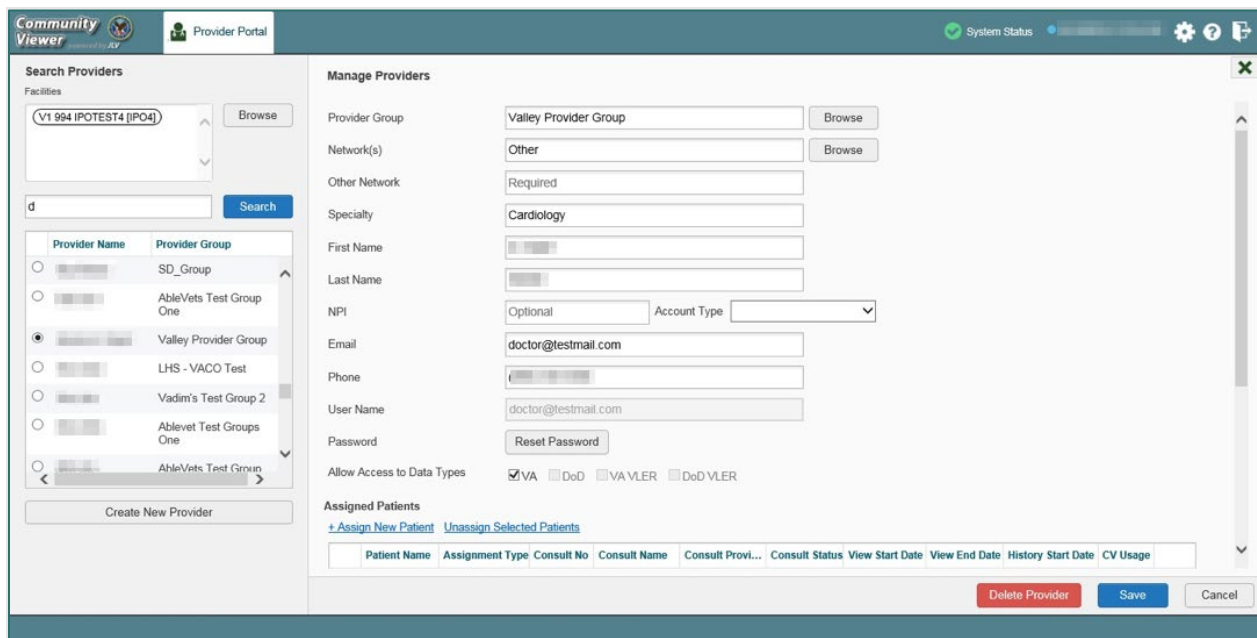 Community
Viewer powered by JLV
Provider Portal
System Status
Search Providers
Facilities
V1 994 IPOTEST4 [IPO4]
Browse
d
Search
Provider Name Provider Group
SD_Group
AbleVets Test Group
One
Valley Provider Group
LHS - VACO Test
Vadim's Test Group 2
Ablevet Test Groups
One
AbleVets Test Group
Create New Provider
Manage Providers
Provider Group Valley Provider Group Browse
Network(s) Other Browse
Other Network Required
Specialty Cardiology
First Name
Last Name
NPI Optional Account Type
Email doctor@testmail.com
Phone
User Name doctor@testmail.com
Password Reset Password
Allow Access to Data Types VA DoD VA VLER DoD VLER
Assigned Patients
+ Assign New Patient Unassign Selected Patients
Patient Name Assignment Type Consult No Consult Name Consult Provi... Consult Status View Start Date View End Date History Start Date CV Usage
Delete Provider Save Cancel